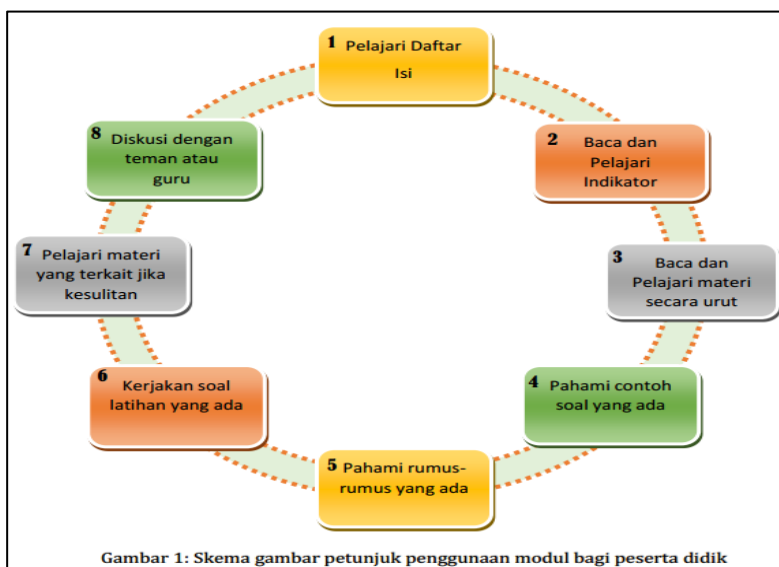 1 Pelajari Daftar
Isi
2 Baca dan
Pelajari
Indikator
3 Baca dan
Pelajari materi
secara urut
4 Pahami contoh
soal yang ada
5 Pahami rumus-
rumus yang ada
6 Kerjakan soal
latihan yang ada
7 Pelajari materi
yang terkait jika
kesulitan
8 Diskusi dengan
teman atau
guru
Gambar 1: Skema gambar petunjuk penggunaan modul bagi peserta didik